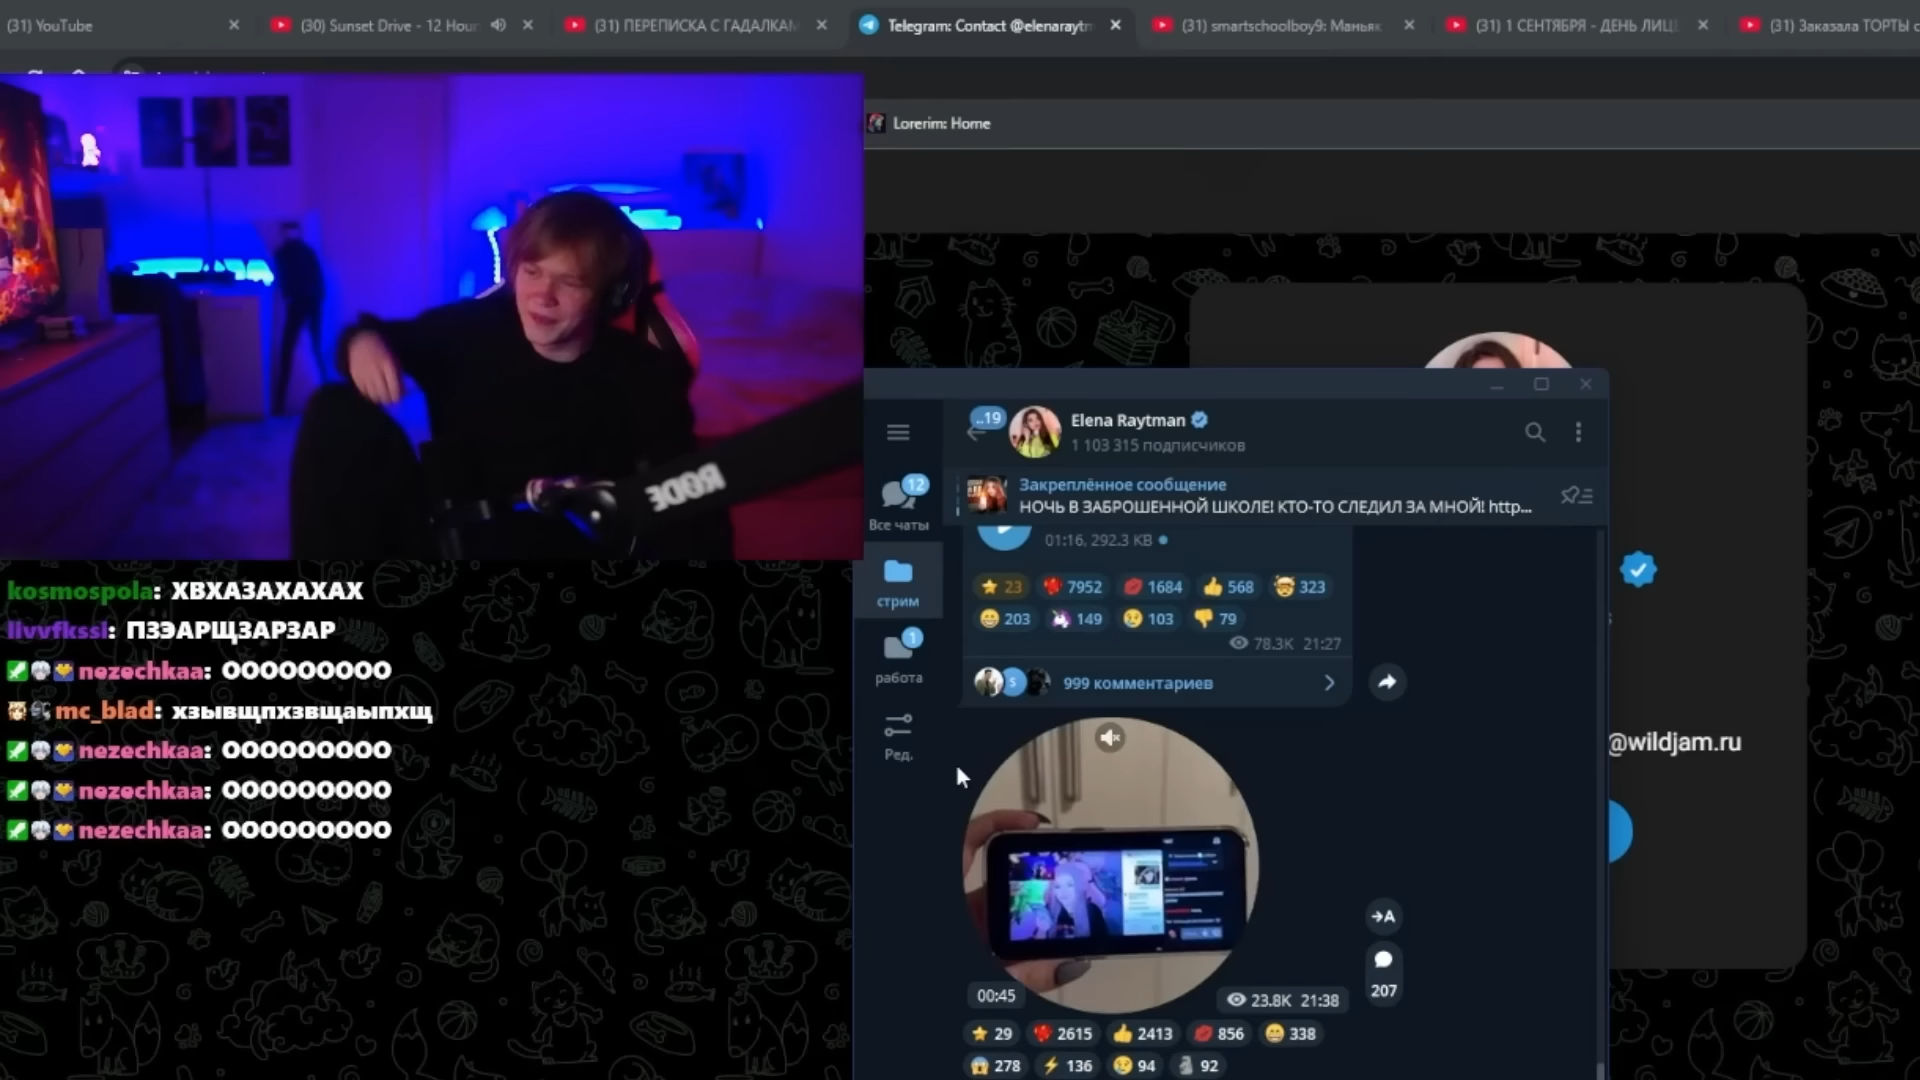 (31) YouTube
(30) Sunset Drive - 12 Hour
(31) ПЕРЕПИСКА С ГАДАЛКАМ
Telegram: Contact @elenaraytm
(31) smartschoolboy9: Маньяк
(31) 1 СЕНТЯБРЯ - ДЕНЬ ЛИЦ
(31) Заказала ТОРТЫ с
Lorerim: Home
RODE
..19
Elena Raytman
1 103 315 подписчиков
12
Все чаты
Закреплённое сообщение
НОЧЬ В ЗАБРОШЕННОЙ ШКОЛЕ! КТО-ТО СЛЕДИЛ ЗА МНОЙ! http...
01:16, 292.3 KB
стрим
23 7952 1684 568 323
203 149 103 79
78.3K 21:27
1
работа
999 комментариев
S
Ред.
@wildjam.ru
kosmospola: ХВХАЗАХАХАХ
livvfkssl: ПЗЭАРЩЗАРЗАР
nezechkaa: ООООООООО
mc_blad: хзывщпхзвщаыпхщ
nezechkaa: ООООООООО
nezechkaa: ООООООООО
nezechkaa: ООООООООО
→A
207
00:45
23.8K 21:38
29 2615 2413 856 338
278 136 94 92